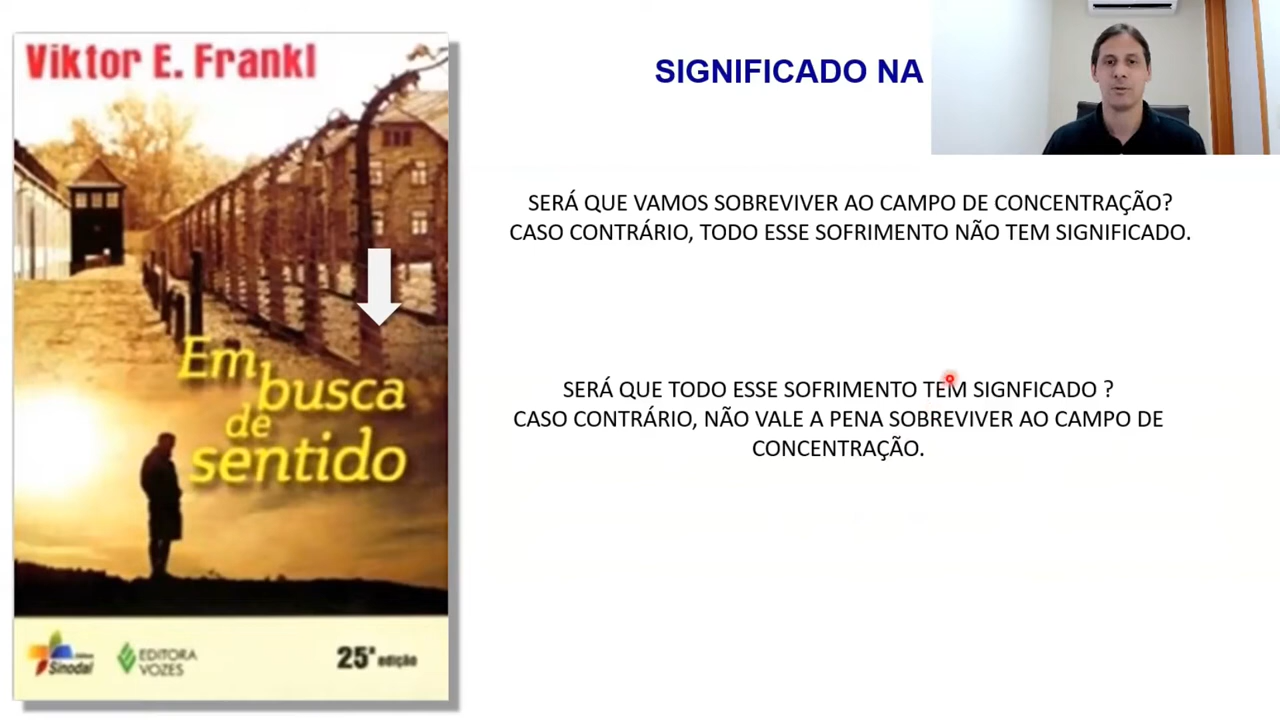 Viktor E. Frankl
Em
busca
de
sentido
Sinodal
EDITORA
VOZES
25ª edição
SIGNIFICADO NA
SERÁ QUE VAMOS SOBREVIVER AO CAMPO DE CONCENTRAÇÃO?
CASO CONTRÁRIO, TODO ESSE SOFRIMENTO NÃO TEM SIGNIFICADO.
SERÁ QUE TODO ESSE SOFRIMENTO TEM SIGNFICADO ?
CASO CONTRÁRIO, NÃO VALE A PENA SOBREVIVER AO CAMPO DE
CONCENTRAÇÃO.